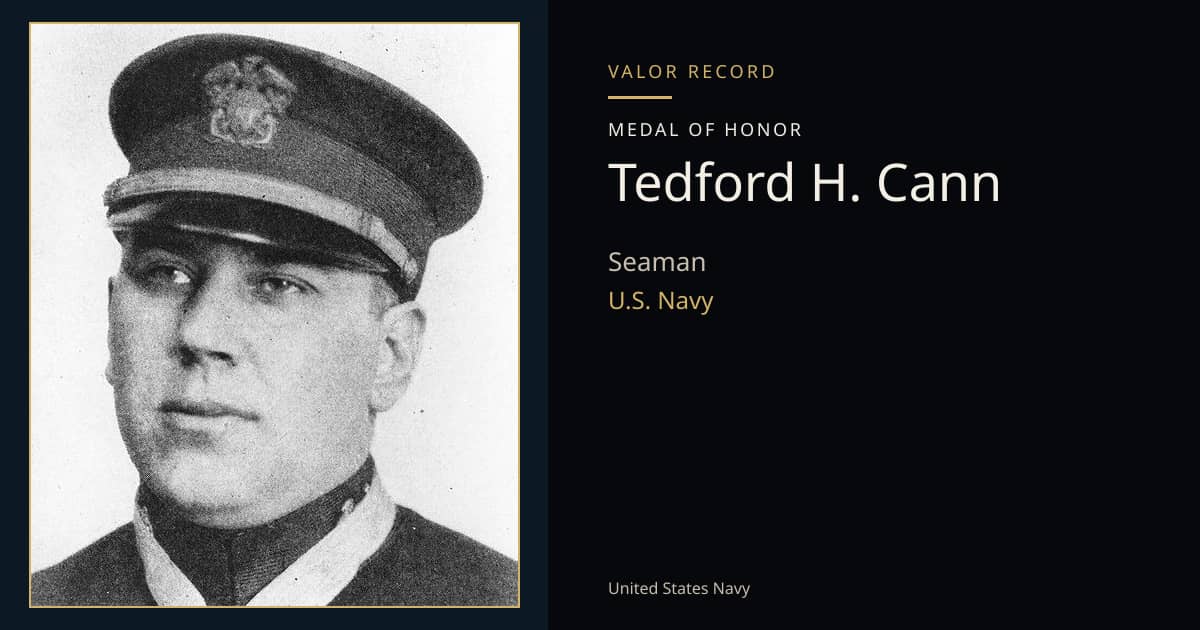 VALOR RECORD
MEDAL OF HONOR
Tedford H. Cann
Seaman
U.S. Navy
United States Navy